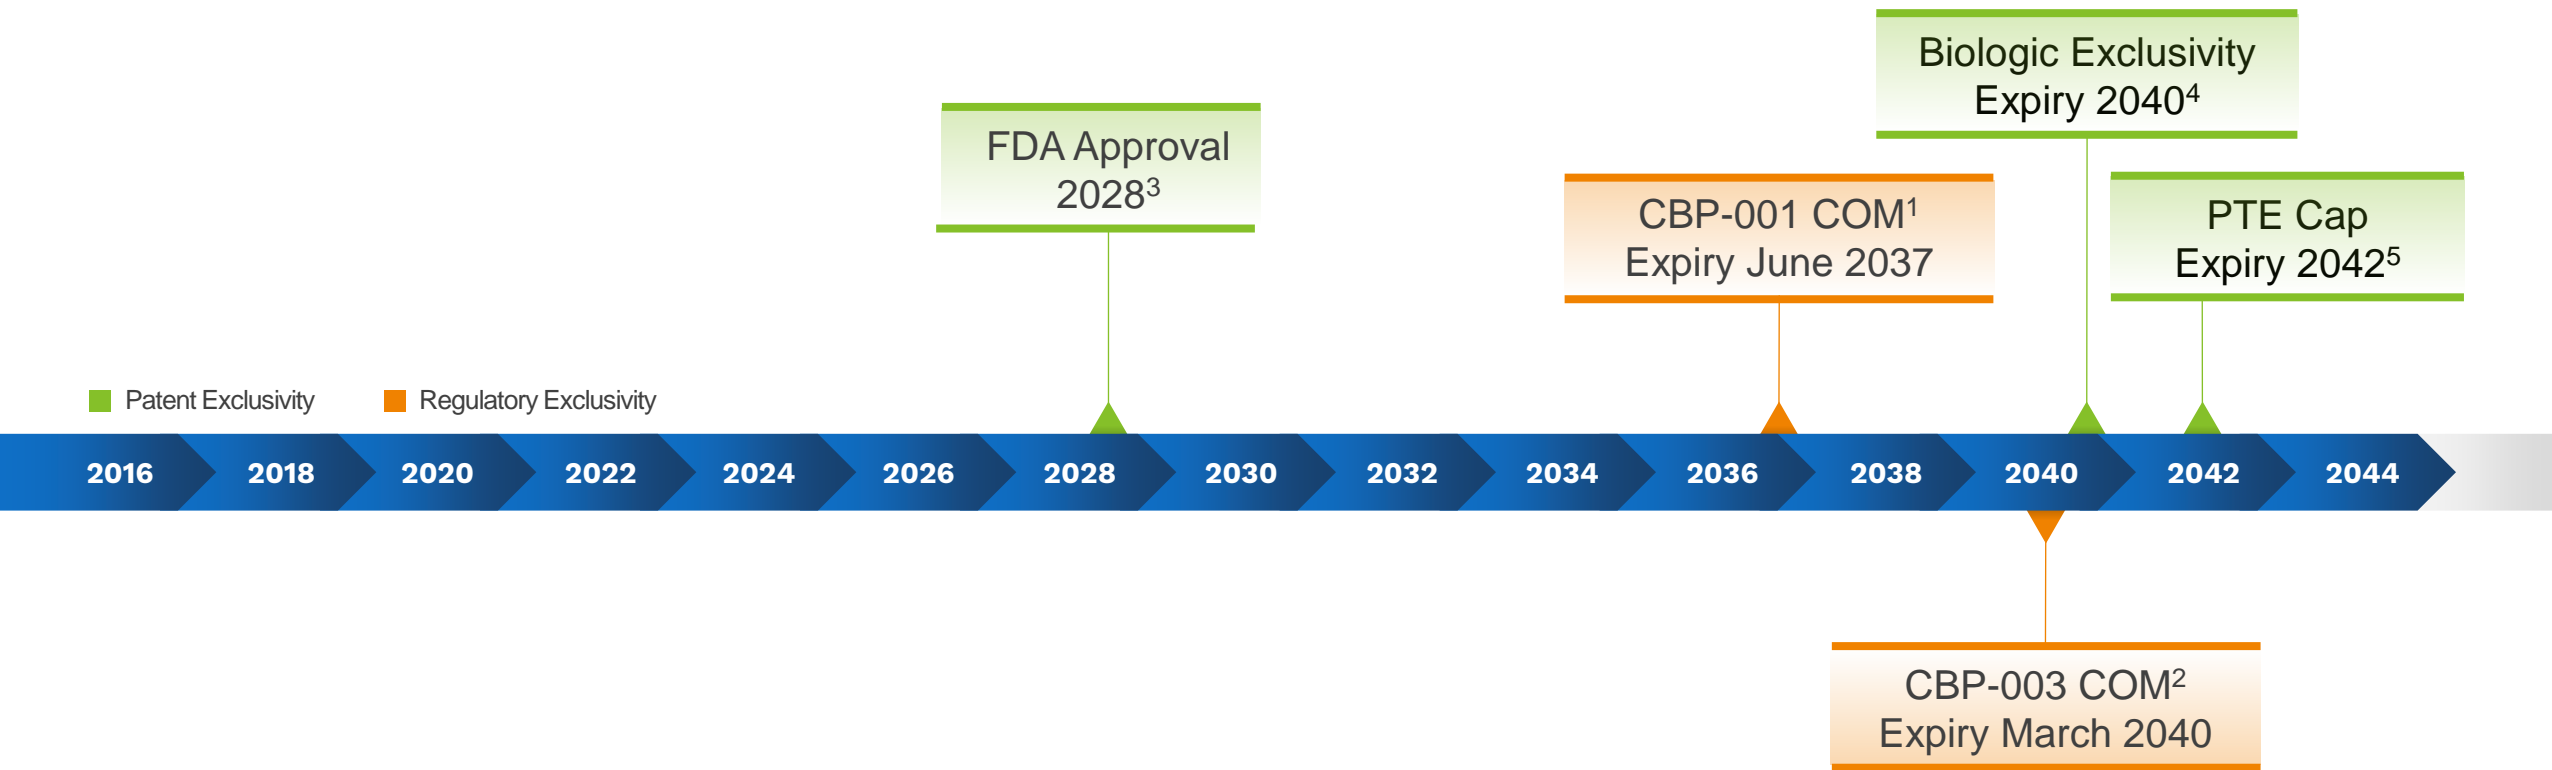 Biologic Exclusivity
Expiry 2040⁴
FDA Approval
2028³
CBP-001 COM¹
Expiry June 2037
PTE Cap
Expiry 2042⁵
Patent Exclusivity
Regulatory Exclusivity
2016 2018 2020 2022 2024 2026 2028 2030 2032 2034 2036 2038 2040 2042 2044
CBP-003 COM²
Expiry March 2040